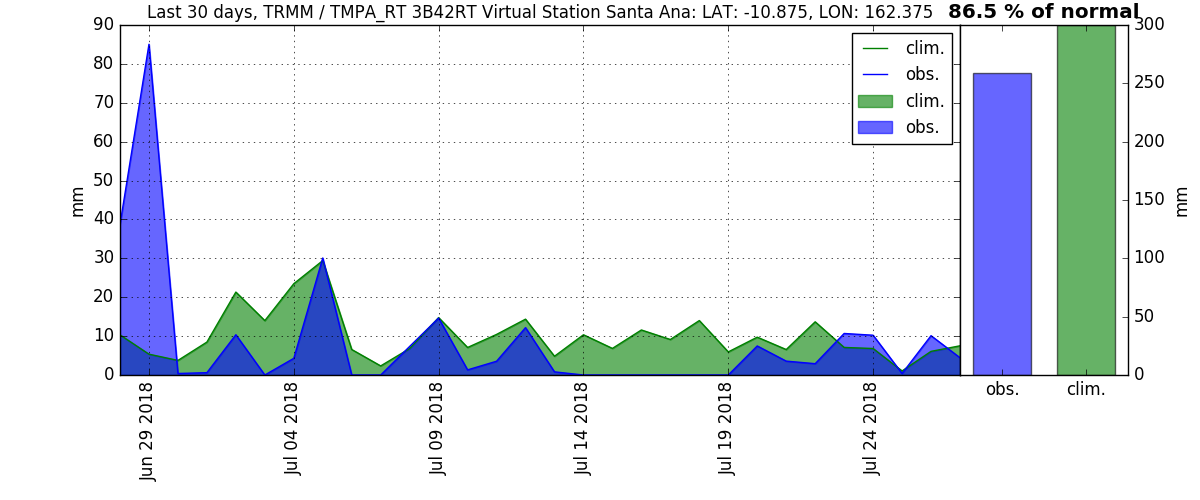 Last 30 days, TRMM / TMPA_RT 3B42RT Virtual Station Santa Ana: LAT: -10.875, LON: 162.375
86.5 % of normal
90
80
70
60
50
40
30
20
10
0
mm
clim.
obs.
clim.
obs.
Jun 29 2018
Jul 04 2018
Jul 09 2018
Jul 14 2018
Jul 19 2018
Jul 24 2018
300
250
200
150
100
50
0
mm
obs.
clim.